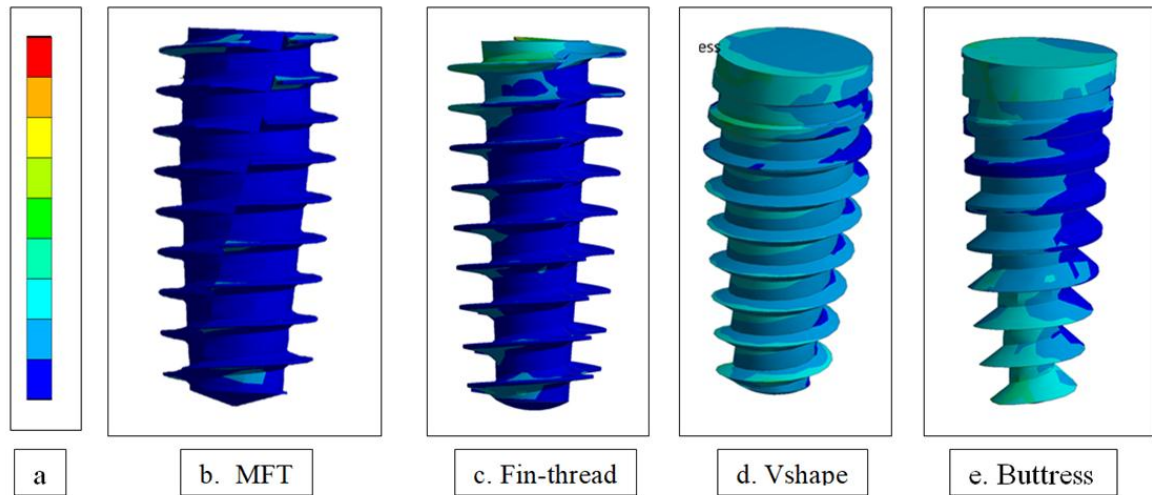 ess
a
b. MFT
c. Fin-thread
d. Vshape
e. Buttress